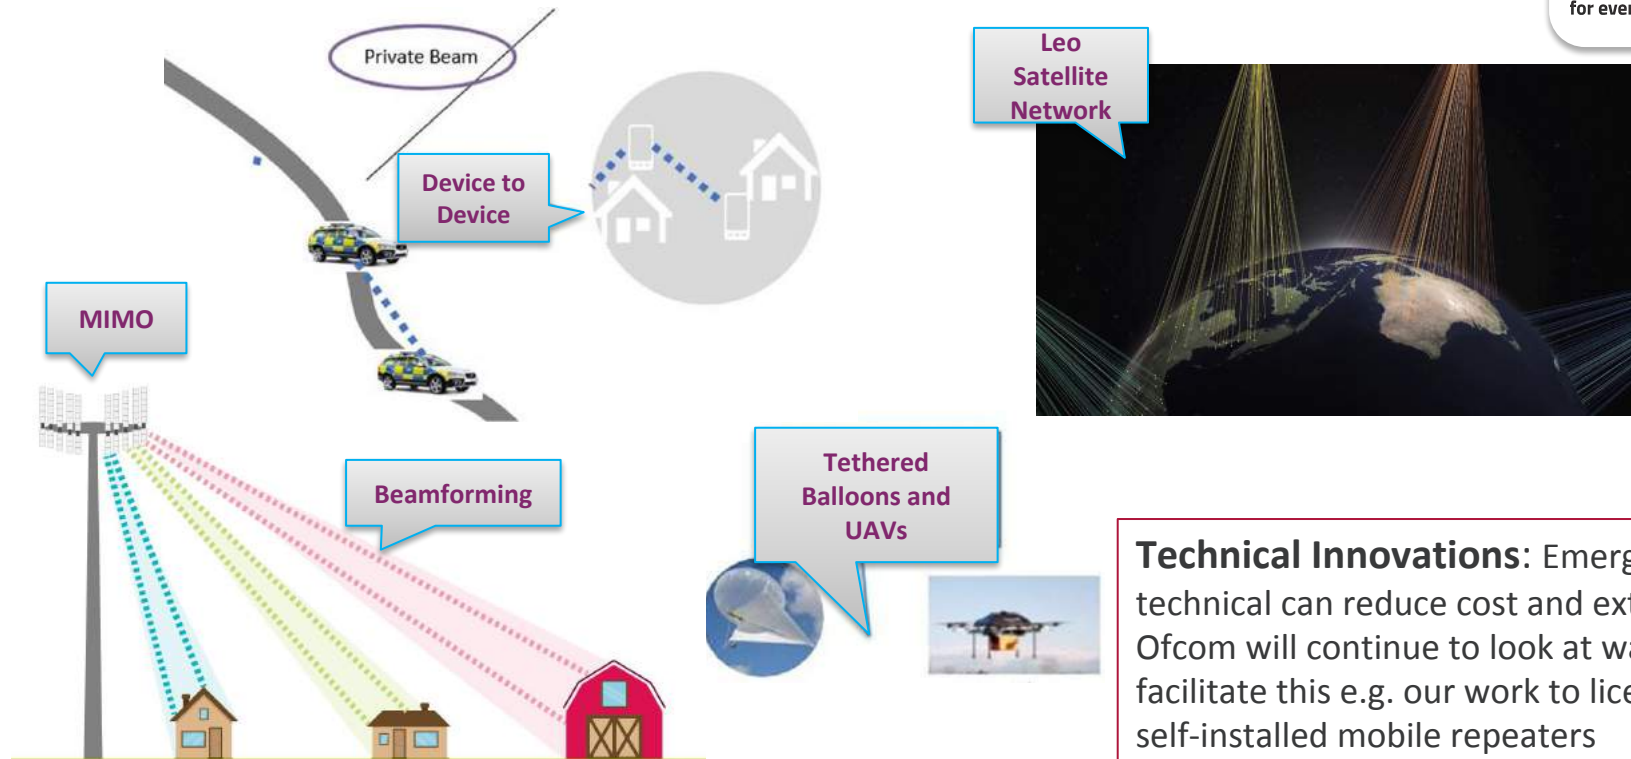 for ever
Private Beam
Leo
Satellite
Network
Device to
Device
MIMO
Beamforming
Tethered
Balloons and
UAVs
Technical Innovations: Emerg
technical can reduce cost and ext
Ofcom will continue to look at wa
facilitate this e.g. our work to lice
self-installed mobile repeaters